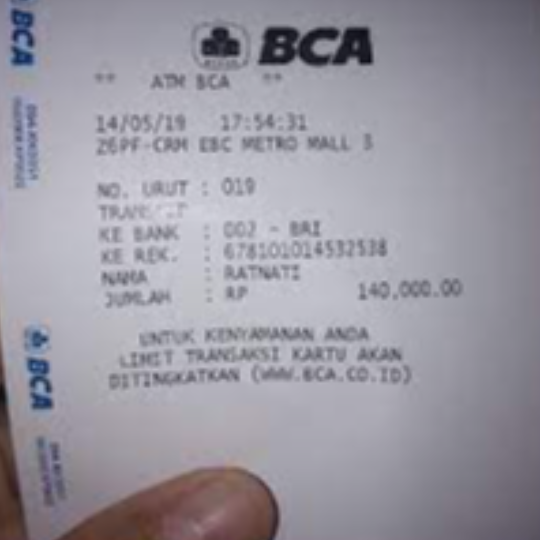 BCA
** ATM BCA **
14/05/19 17:54:31
Z6PF-CRM EBC METRO MALL 3
NO. URUT : 019
TRANSFER
KE BANK : 002 - BRI
KE REK. : 678101014532538
NAMA : RATNATI
JUMLAH : RP 140,000.00
UNTUK KENYAMANAN ANDA
LIMIT TRANSAKSI KARTU AKAN
DITINGKATKAN (WWW.BCA.CO.ID)
BCA
BCA